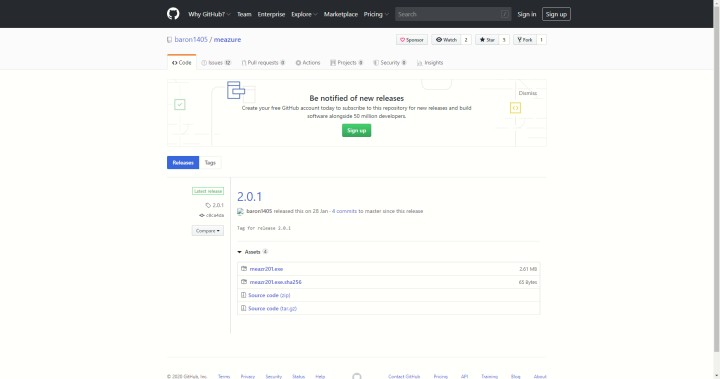 Why GitHub? Team Enterprise Explore Marketplace Pricing Search / Sign in Sign up
baron1405 / meazure Sponsor Watch 2 Star 5 Fork 1
Code Issues 12 Pull requests 0 Actions Projects 0 Security 0 Insights
Dismiss
Be notified of new releases
Create your free GitHub account today to subscribe to this repository for new releases and build
software alongside 50 million developers.
Sign up
Releases Tags
Latest release
2.0.1
Compare
2.0.1
baron1405 released this on 26 Jan · 4 commits to master since this release
Tag for release 2.0.1
Assets 4
meazr201.exe 2.61 MB
meazr201.exe.sha256 65 Bytes
Source code (zip)
Source code (tar.gz)
© 2020 GitHub, Inc. Terms Privacy Security Status Help Contact GitHub Pricing API Training Blog About